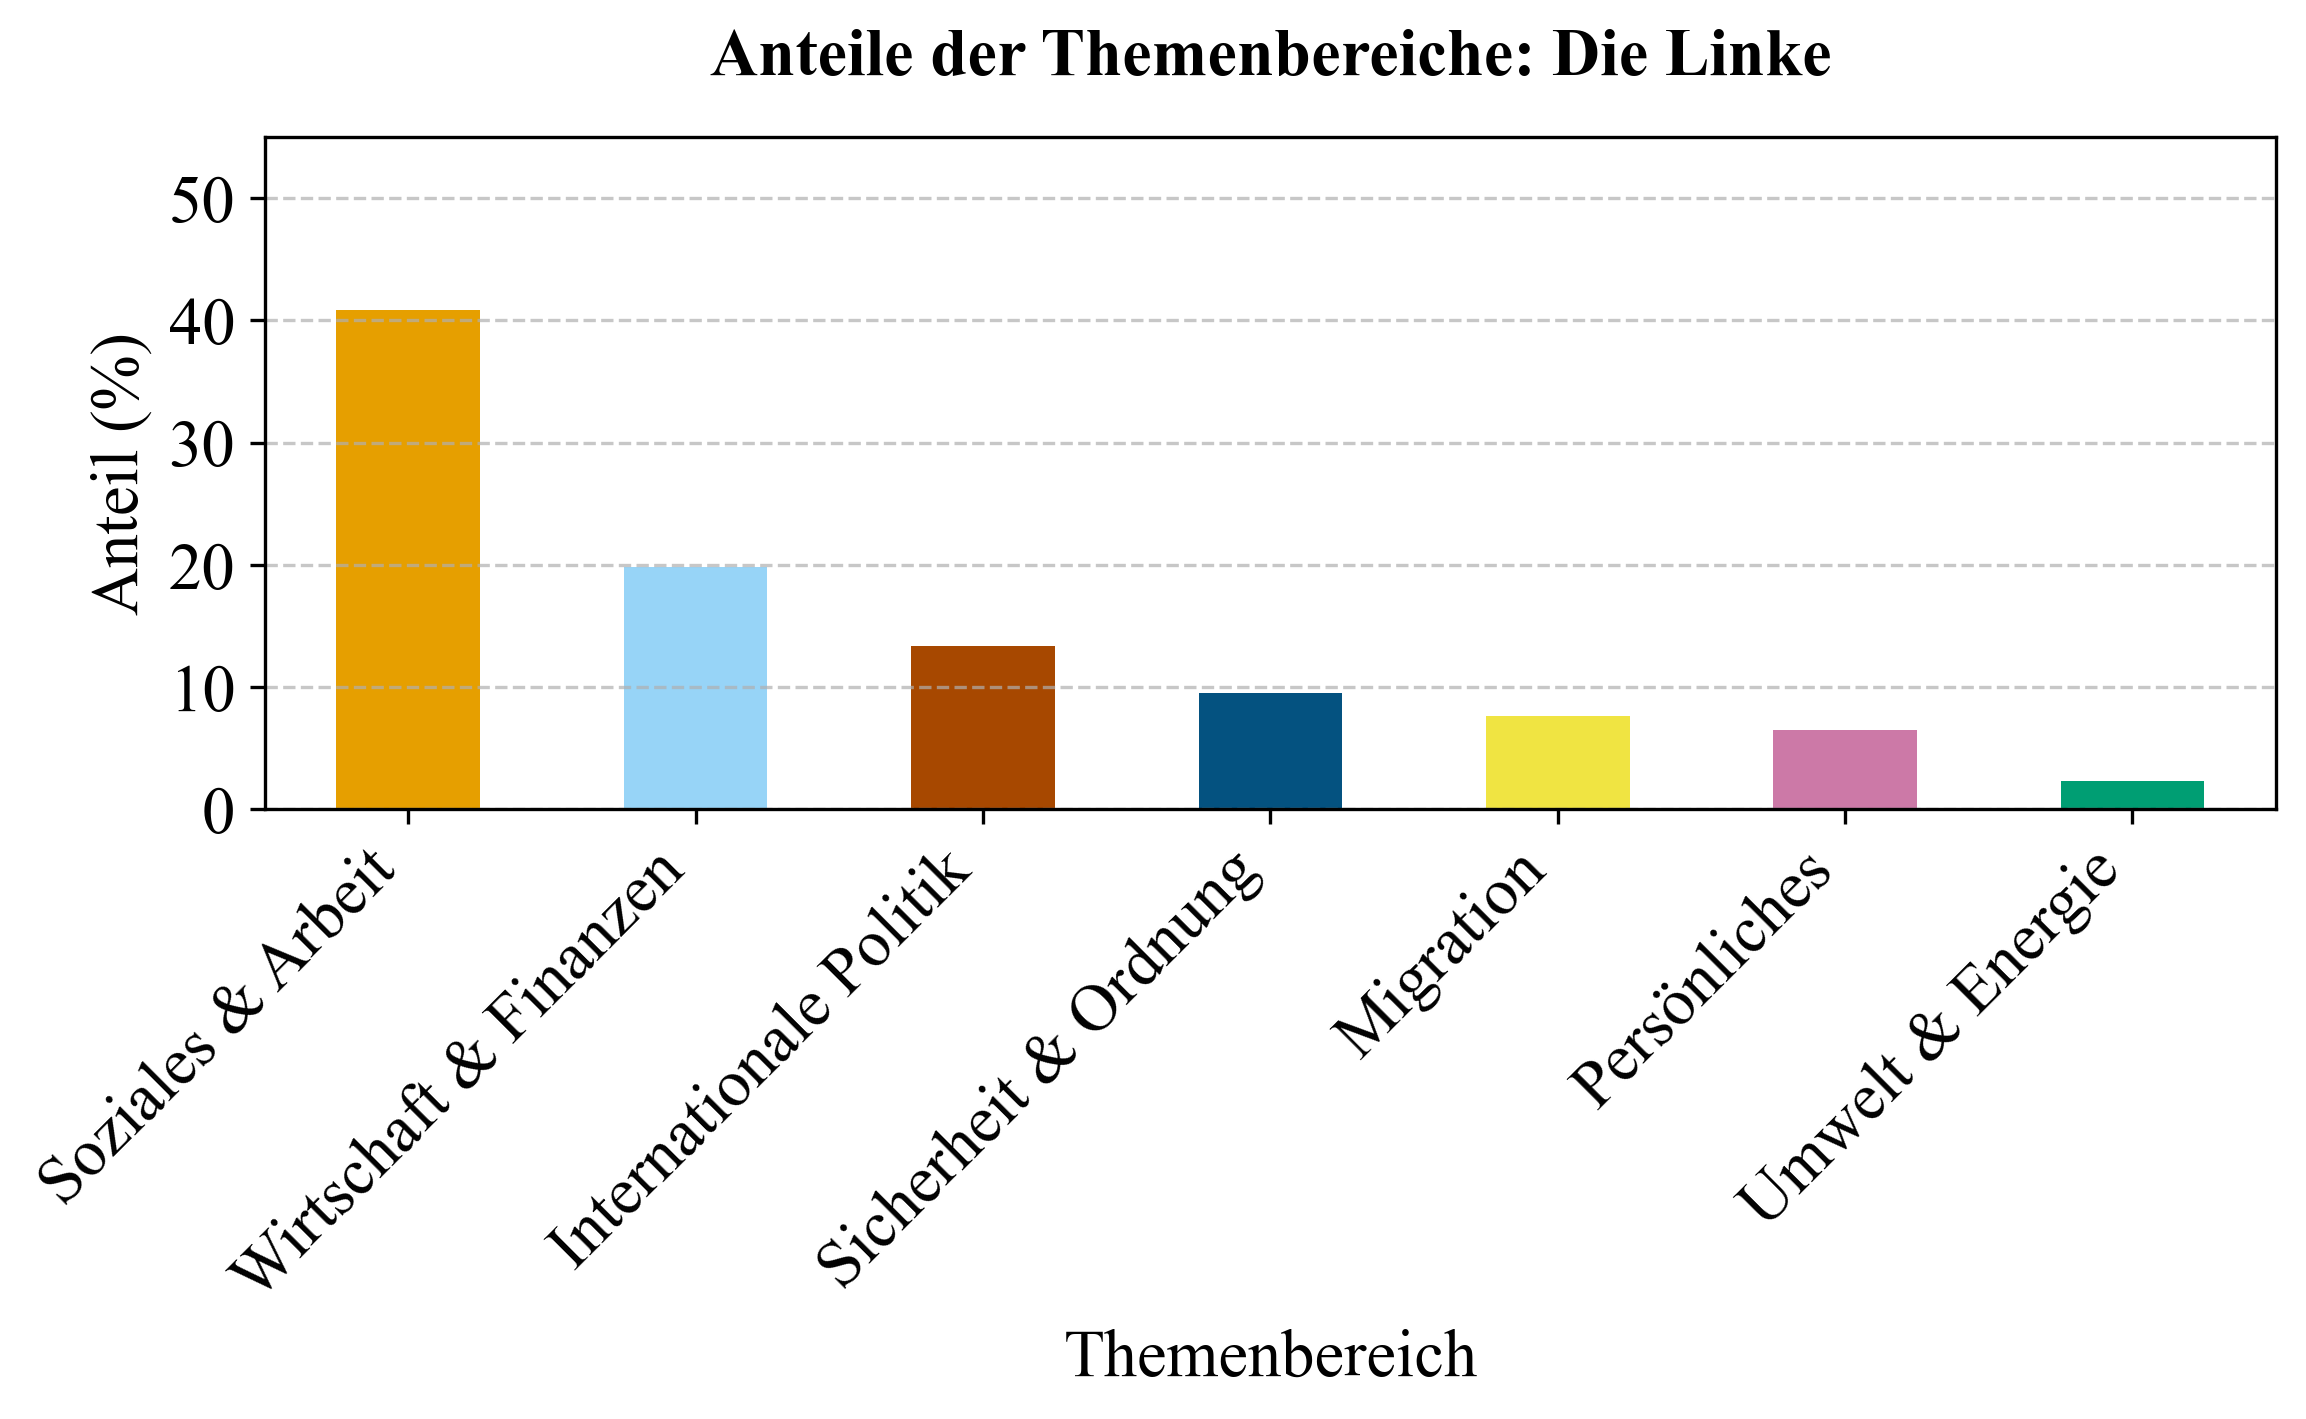 Anteile der Themenbereiche: Die Linke
Anteil (%)
50
40
30
20
10
0
Soziales & Arbeit
Wirtschaft & Finanzen
Internationale Politik
Sicherheit & Ordnung
Migration
Persönliches
Umwelt & Energie
Themenbereich